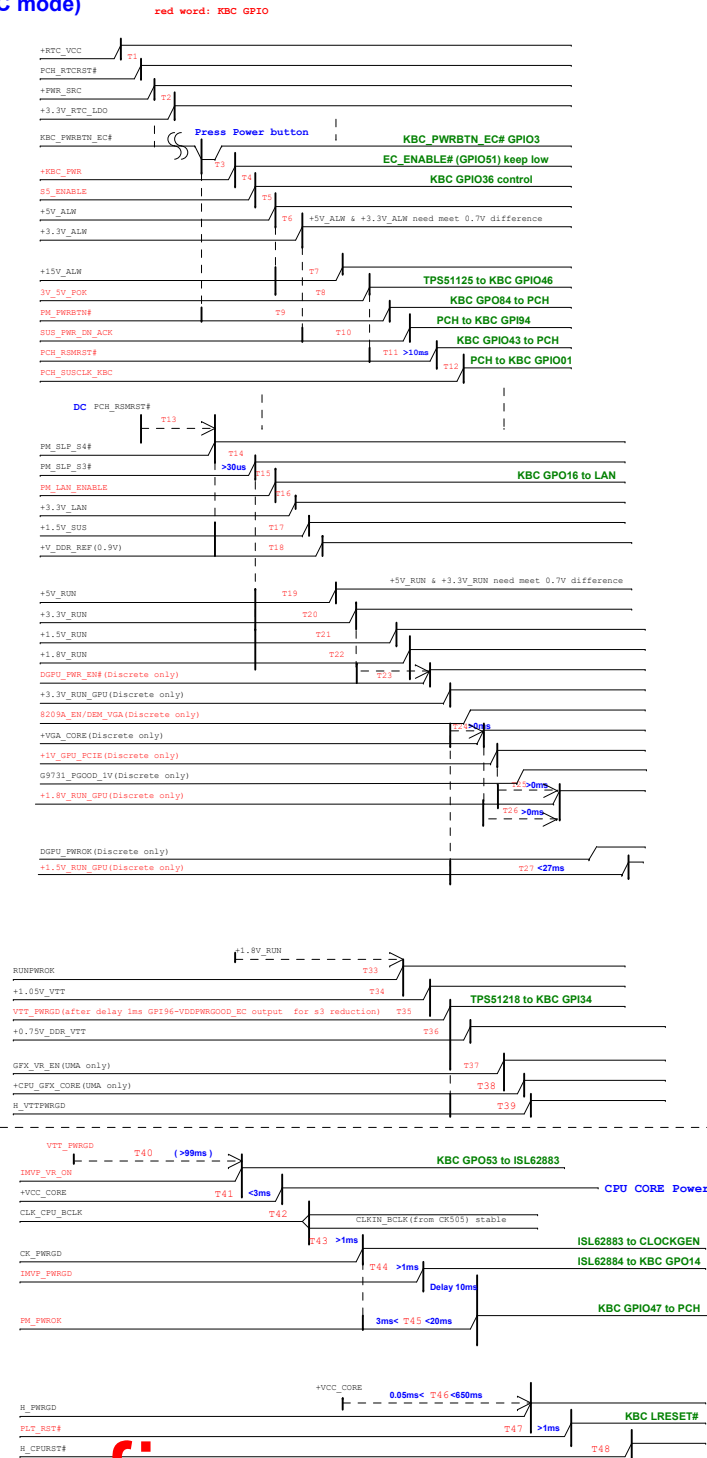 C mode)
red word: KBC GPIO
+RTC_VCC
T1
PCH_RTCRST#
+PWR_SRC
T2
+3.3V_RTC_LDO
Press Power button
KBC_PWRBTN_EC#
KBC_PWRBTN_EC# GPIO3
T3
EC_ENABLE# (GPIO51) keep low
+KBC_PWR
T4
KBC GPIO36 control
S5_ENABLE
T5
+5V_ALW
T6
+5V_ALW & +3.3V_ALW need meet 0.7V difference
+3.3V_ALW
+15V_ALW
T7
TPS51125 to KBC GPIO46
3V_5V_POK
T8
KBC GPO84 to PCH
PM_PWRBTN#
T9
PCH to KBC GPI94
SUS_PWR_DN_ACK
T10
KBC GPIO43 to PCH
PCH_RSMRST#
T11 >10ms
PCH to KBC GPIO01
PCH_SUSCLK_KBC
T12
DC PCH_RSMRST#
T13
PM_SLP_S4#
T14
PM_SLP_S3#
>30us
T15
KBC GPO16 to LAN
PM_LAN_ENABLE
T16
+3.3V_LAN
+1.5V_SUS
T17
+V_DDR_REF(0.9V)
T18
+5V_RUN & +3.3V_RUN need meet 0.7V difference
+5V_RUN
T19
+3.3V_RUN
T20
+1.5V_RUN
T21
+1.8V_RUN
T22
DGPU_PWR_EN#(Discrete only)
T23
+3.3V_RUN_GPU(Discrete only)
8209A_EN/DEM_VGA(Discrete only)
T24 >0ms
+VGA_CORE(Discrete only)
+1V_GPU_PCIE(Discrete only)
G9731_PGOOD_1V(Discrete only)
T25 >0ms
+1.8V_RUN_GPU(Discrete only)
T26 >0ms
DGPU_PWROK(Discrete only)
+1.5V_RUN_GPU(Discrete only)
T27 <27ms
+1.8V_RUN
RUNPWROK
T33
+1.05V_VTT
T34
TPS51218 to KBC GPI34
VTT_PWRGD(after delay 1ms GPI96-VDDPWRGOOD_EC output for s3 reduction) T35
+0.75V_DDR_VTT
T36
GFX_VR_EN(UMA only)
T37
+CPU_GFX_CORE(UMA only)
T38
H_VTTPWRGD
T39
VTT_PWRGD
T40
( >99ms )
KBC GPO53 to ISL62883
IMVP_VR_ON
+VCC_CORE
T41 <3ms
CPU CORE Power
CLK_CPU_BCLK
T42
CLKIN_BCLK(from CK505) stable
T43 >1ms
ISL62883 to CLOCKGEN
CK_PWRGD
T44 >1ms
ISL62884 to KBC GPO14
IMVP_PWRGD
Delay 10ms
KBC GPIO47 to PCH
PM_PWROK
3ms< T45 <20ms
+VCC_CORE
0.05ms< T46 <650ms
H_PWRGD
KBC LRESET#
PLT_RST#
T47 >1ms
H_CPURST#
T48
fi